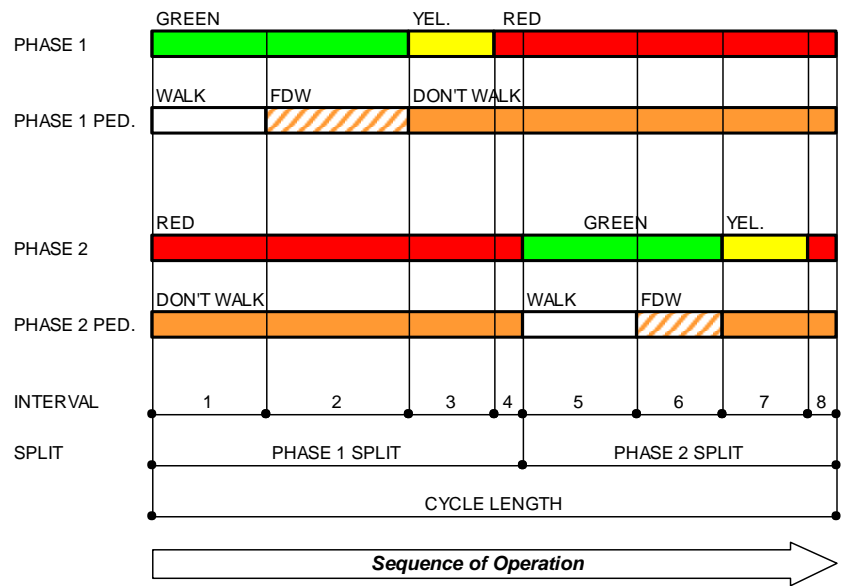 GREEN YEL. RED
PHASE 1
WALK FDW DON'T WALK
PHASE 1 PED.
RED GREEN YEL.
PHASE 2
DON'T WALK WALK FDW
PHASE 2 PED.
INTERVAL 1 2 3 4 5 6 7 8
SPLIT PHASE 1 SPLIT PHASE 2 SPLIT
CYCLE LENGTH
Sequence of Operation